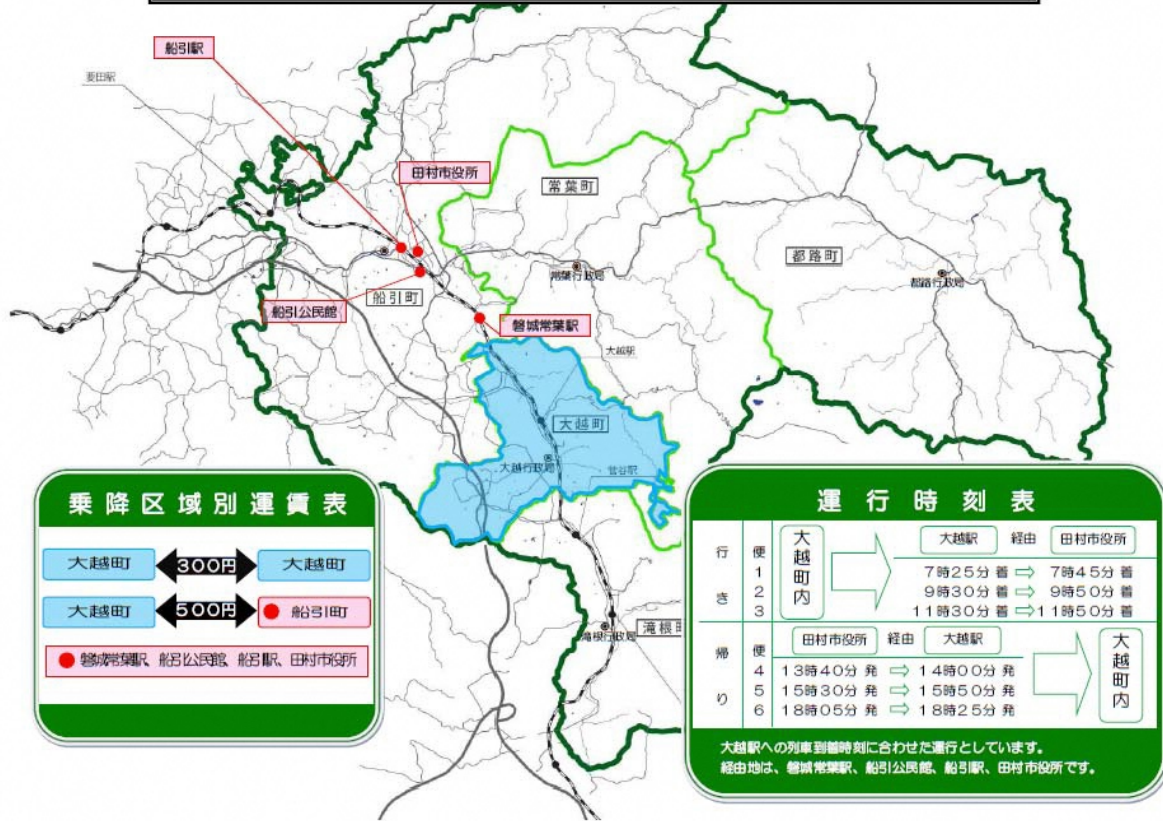 船引駅
要田駅
田村市役所
常葉町
都路町
常葉行政局
都路行政局
船引町
船引公民館
磐城常葉駅
大越駅
大越町
大越行政局
菅谷駅
滝根行政局
滝根町
乗降区域別運賃表
大越町 300円 大越町
大越町 500円 船引町
磐城常葉駅、船引公民館、船引駅、田村市役所
運行時刻表
行き 便 大越町内 大越駅 経由 田村市役所
1 7時25分 着 ⇨ 7時45分 着
2 9時30分 着 ⇨ 9時50分 着
3 11時30分 着 ⇨ 11時50分 着
帰り 便 田村市役所 経由 大越駅 大越町内
4 13時40分 発 ⇨ 14時00分 発
5 15時30分 発 ⇨ 15時50分 発
6 18時05分 発 ⇨ 18時25分 発
大越駅への列車到着時刻に合わせた運行としています。
経由地は、磐城常葉駅、船引公民館、船引駅、田村市役所です。